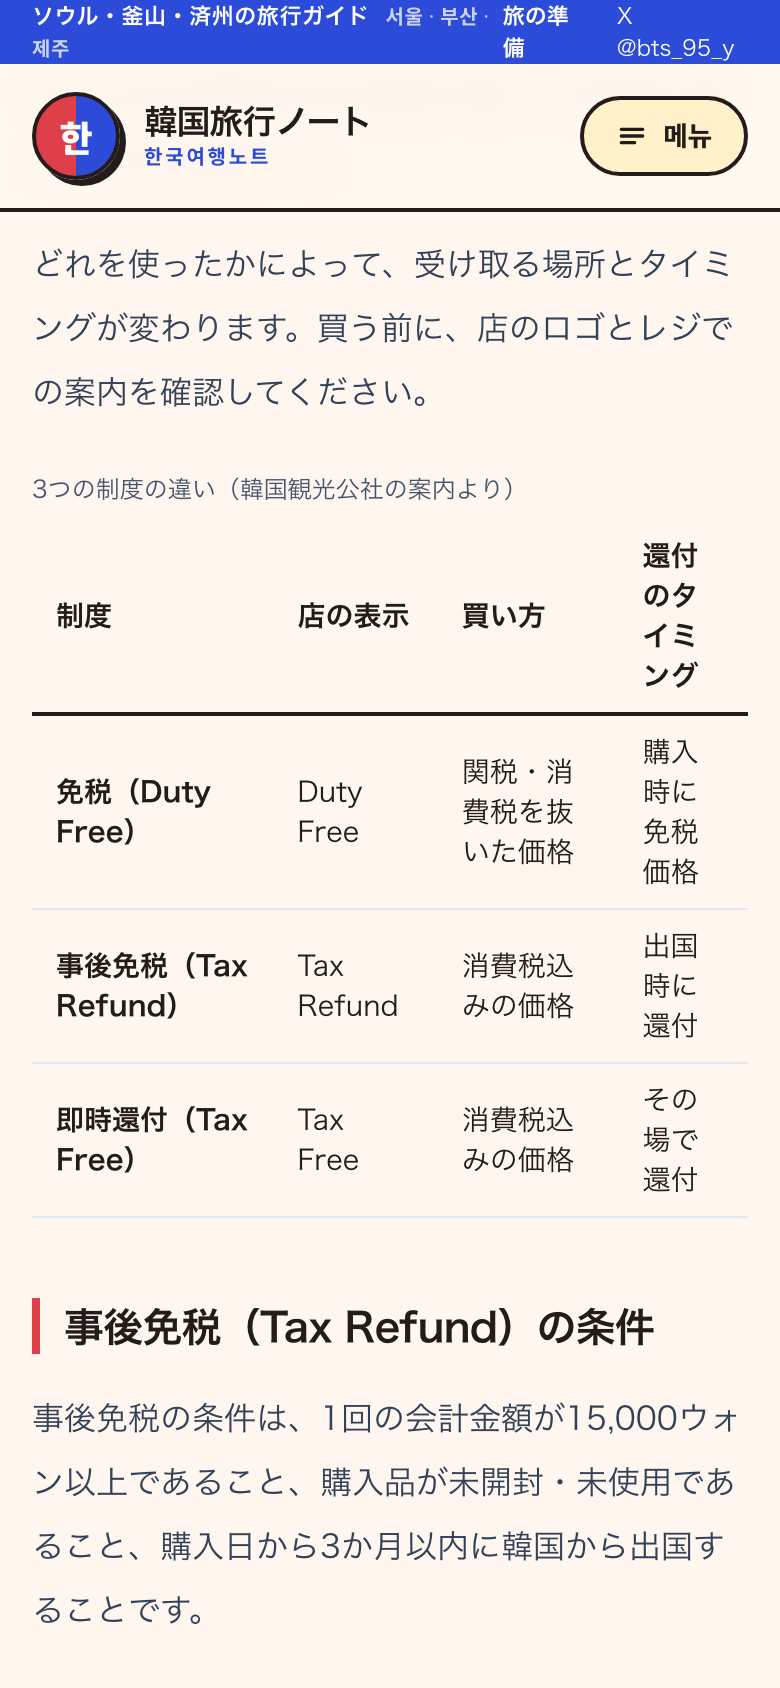 ソウル・釜山・済州の旅行ガイド 서울 · 부산 · 제주
旅の準備
X @bts_95_y
한
韓国旅行ノート
한국여행노트
메뉴
どれを使ったかによって、受け取る場所とタイミ
ングが変わります。買う前に、店のロゴとレジで
の案内を確認してください。
3つの制度の違い（韓国観光公社の案内より）
制度 店の表示 買い方 還付のタイミング
免税（Duty Free） Duty Free 関税・消費税を抜いた価格 購入時に免税価格
事後免税（Tax Refund） Tax Refund 消費税込みの価格 出国時に還付
即時還付（Tax Free） Tax Free 消費税込みの価格 その場で還付
事後免税（Tax Refund）の条件
事後免税の条件は、1回の会計金額が15,000ウォ
ン以上であること、購入品が未開封・未使用であ
ること、購入日から3か月以内に韓国から出国す
ることです。